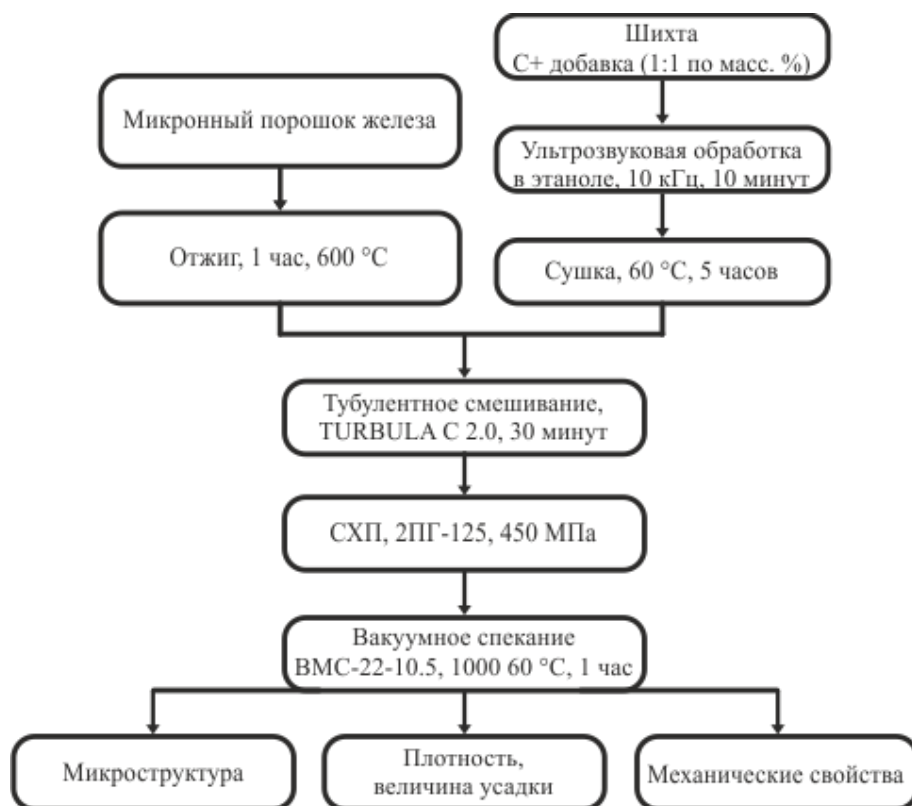 Шихта
С+ добавка (1:1 по масс. %)
Микронный порошок железа
Ультрозвуковая обработка
в этаноле, 10 кГц, 10 минут
Отжиг, 1 час, 600 °C
Сушка, 60 °C, 5 часов
Тубулентное смешивание,
TURBULA C 2.0, 30 минут
СХП, 2ПГ-125, 450 МПа
Вакуумное спекание
ВМС-22-10.5, 1000 60 °C, 1 час
Микроструктура
Плотность,
величина усадки
Механические свойства